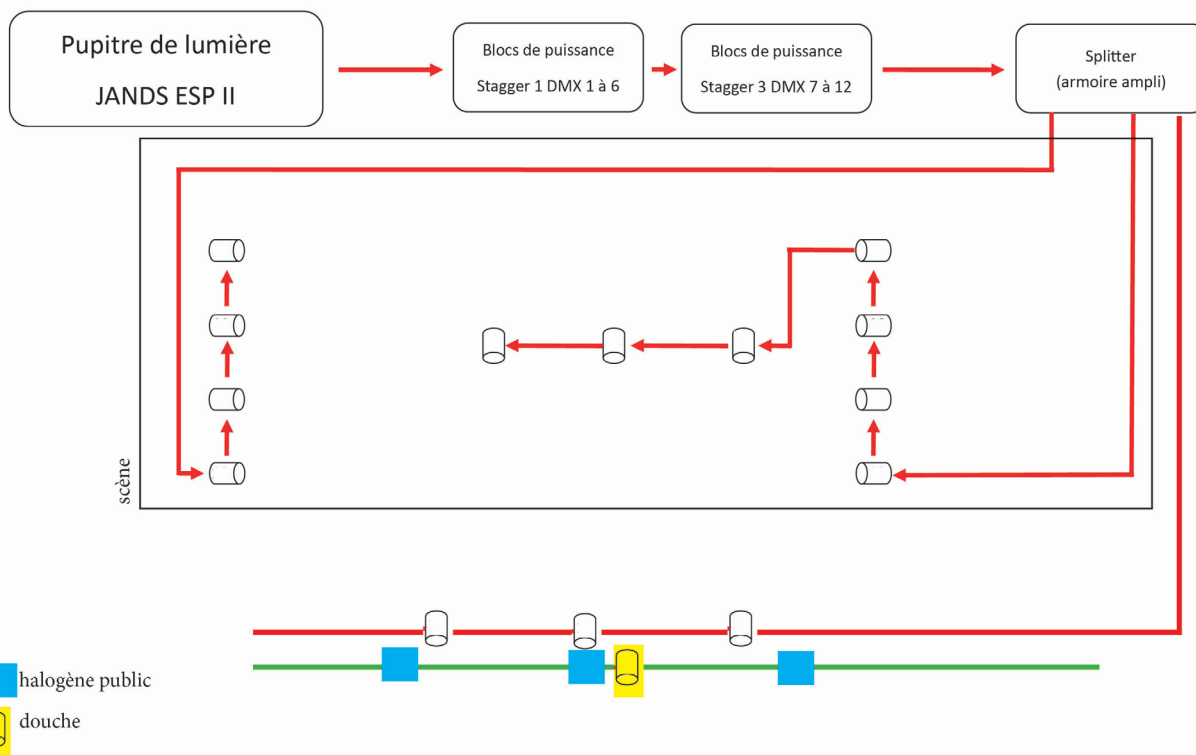 Pupitre de lumière
JANDS ESP II
Blocs de puissance
Stagger 1 DMX 1 à 6
Blocs de puissance
Stagger 3 DMX 7 à 12
Splitter
(armoire ampli)
scène
halogène public
douche